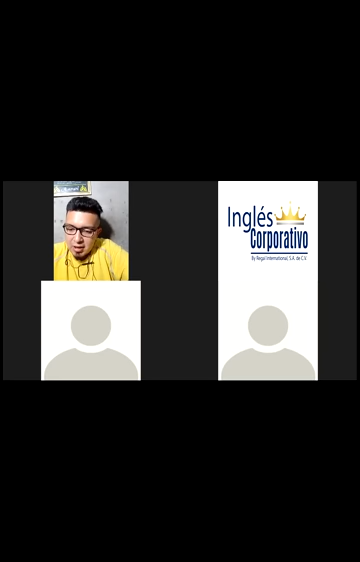 Inglés
Corporativo
By Regal International, S.A. de C.V